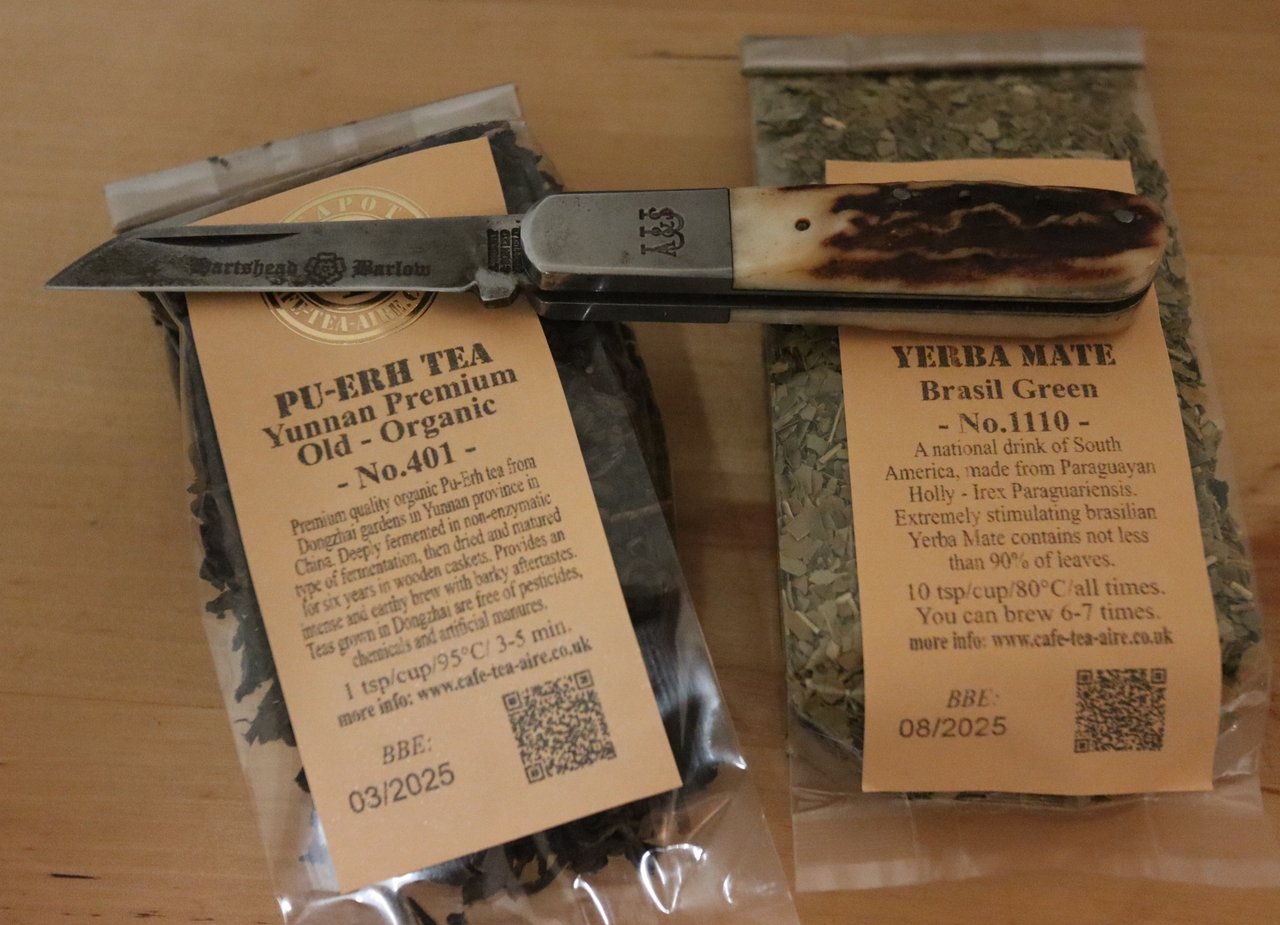 APOT
FE-TEA-AIRE.C
Hartshead Barlow
A&S
PU-ERH TEA
Yunnan Premium
Old - Organic
- No.401 -
Premium quality organic Pu-Erh tea from
Dongzhai gardens in Yunnan province in
China. Deeply fermented in non-enzymatic
type of fermentation, then dried and matured
for six years in wooden caskets. Provides an
intense and earthy brew with barky aftertastes.
Teas grown in Dongzhai are free of pesticides,
chemicals and artificial manures.
1 tsp/cup/95°C/ 3-5 min.
more info: www.cafe-tea-aire.co.uk
BBE:
03/2025
YERBA MATE
Brasil Green
- No.1110 -
A national drink of South
America, made from Paraguayan
Holly - Irex Paraguariensis.
Extremely stimulating brasilian
Yerba Mate contains not less
than 90% of leaves.
10 tsp/cup/80°C/all times.
You can brew 6-7 times.
more info: www.cafe-tea-aire.co.uk
BBE:
08/2025